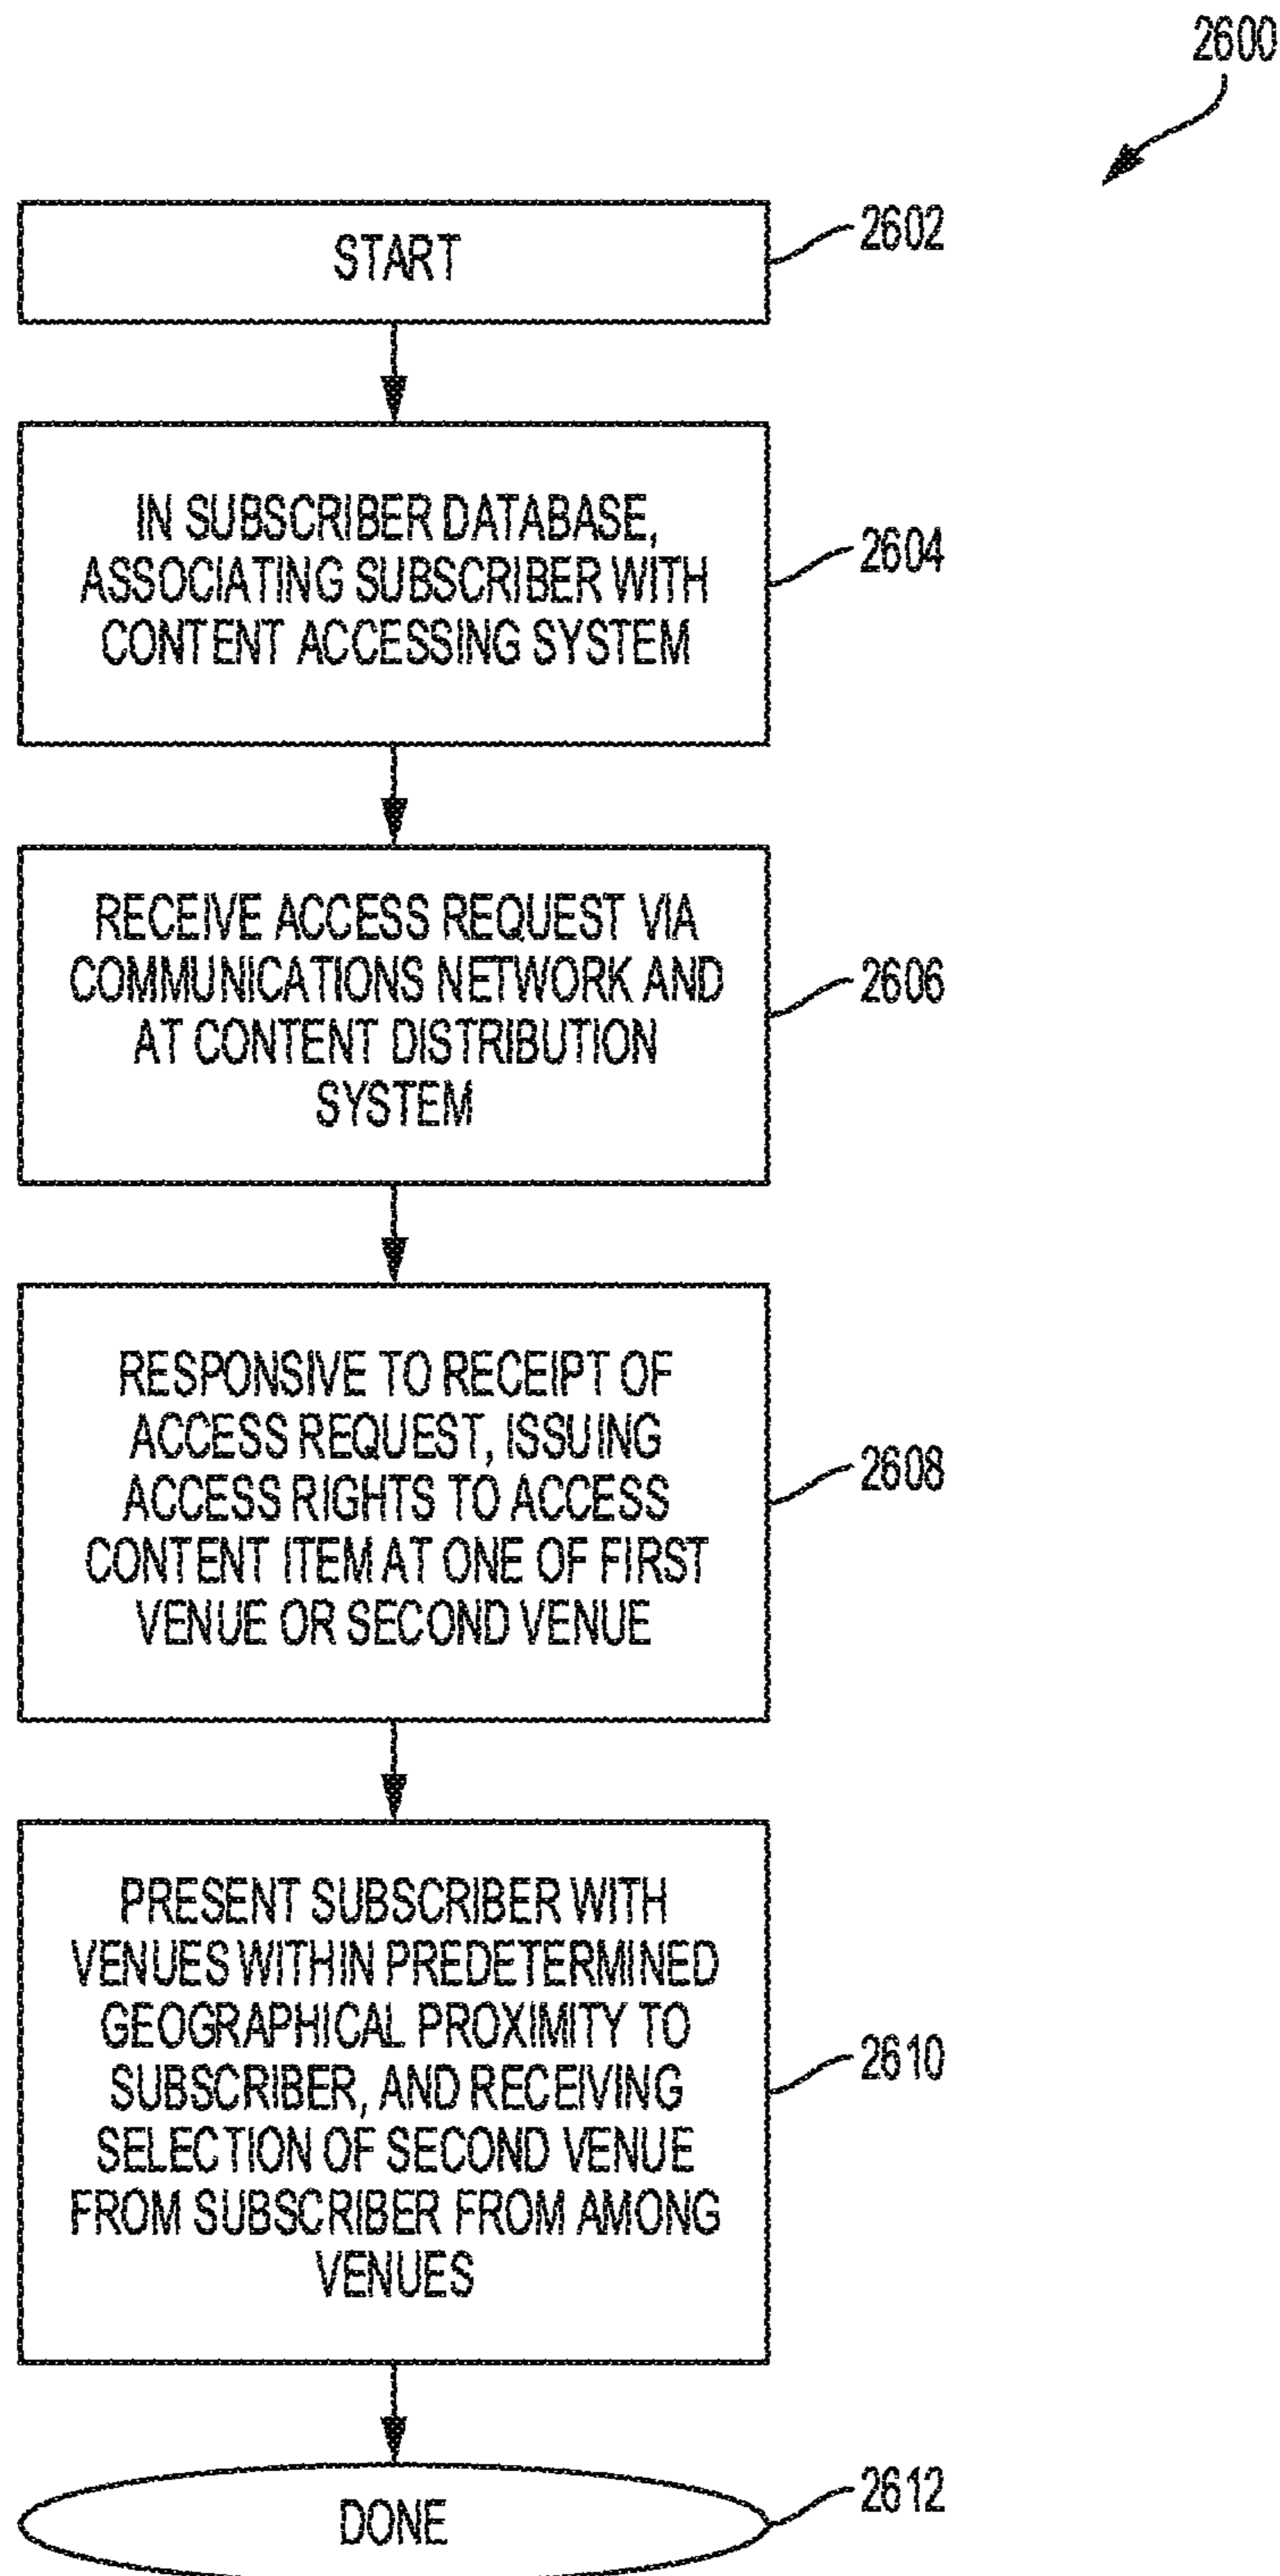 2600
START
2602
IN SUBSCRIBER DATABASE,
ASSOCIATING SUBSCRIBER WITH
CONTENT ACCESSING SYSTEM
2604
RECEIVE ACCESS REQUEST VIA
COMMUNICATIONS NETWORK AND
AT CONTENT DISTRIBUTION
SYSTEM
2606
RESPONSIVE TO RECEIPT OF
ACCESS REQUEST, ISSUING
ACCESS RIGHTS TO ACCESS
CONTENT ITEM AT ONE OF FIRST
VENUE OR SECOND VENUE
2608
PRESENT SUBSCRIBER WITH
VENUES WITHIN PREDETERMINED
GEOGRAPHICAL PROXIMITY TO
SUBSCRIBER, AND RECEIVING
SELECTION OF SECOND VENUE
FROM SUBSCRIBER FROM AMONG
VENUES
2610
DONE
2612